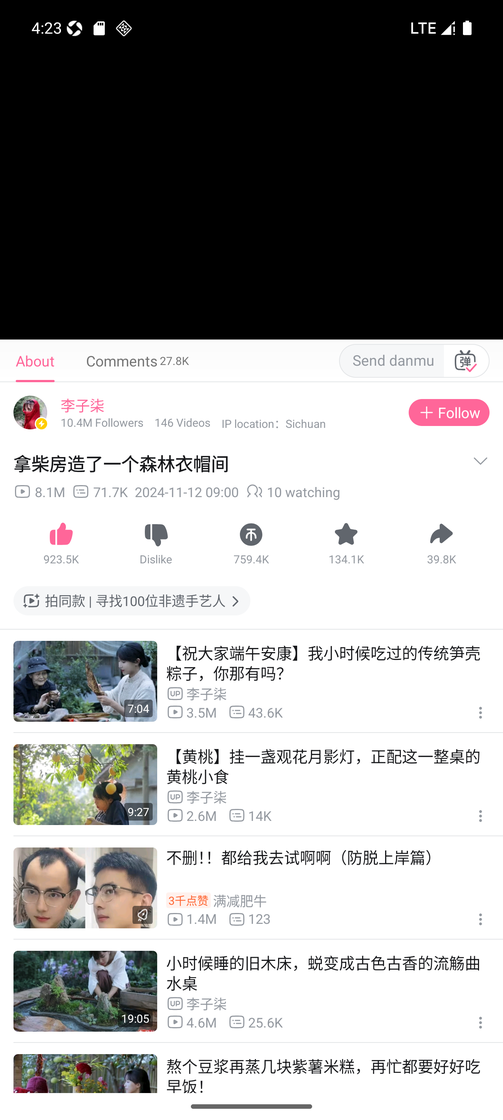 4:23
LTE
About
Comments 27.8K
Send danmu
弹
李子柒
10.4M Followers 146 Videos IP location：Sichuan
+ Follow
拿柴房造了一个森林衣帽间
8.1M 71.7K 2024-11-12 09:00 10 watching
923.5K
Dislike
759.4K
134.1K
39.8K
拍同款 | 寻找100位非遗手艺人
【祝大家端午安康】我小时候吃过的传统笋壳
粽子，你那有吗？
7:04
UP 李子柒
3.5M 43.6K
【黄桃】挂一盏观花月影灯，正配这一整桌的
黄桃小食
9:27
UP 李子柒
2.6M 14K
不删！！都给我去试啊啊（防脱上岸篇）
3千点赞 满减肥牛
1.4M 123
小时候睡的旧木床，蜕变成古色古香的流觞曲
水桌
19:05
UP 李子柒
4.6M 25.6K
熬个豆浆再蒸几块紫薯米糕，再忙都要好好吃
早饭！